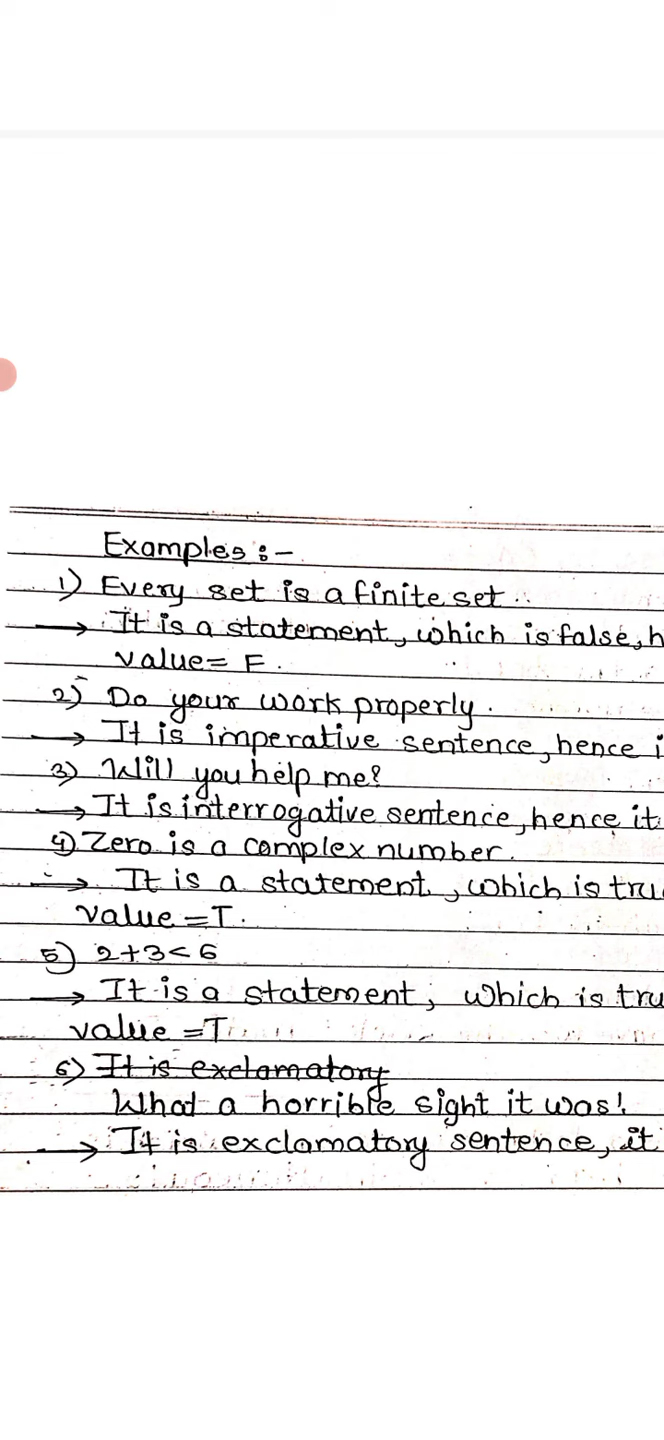 Examples :-
1) Every set is a finite set.
→ It is a statement, which is false, h
value = F.
2) Do your work properly.
→ It is imperative sentence, hence i
3) Will you help me?
→ It is interrogative sentence, hence it
4) Zero is a complex number.
→ It is a statement, which is tru
value = T.
5) 2+3<6
→ It is a statement, which is tru
value = T
6) It is exclamatory
What a horrible sight it was!
→ It is exclamatory sentence, it